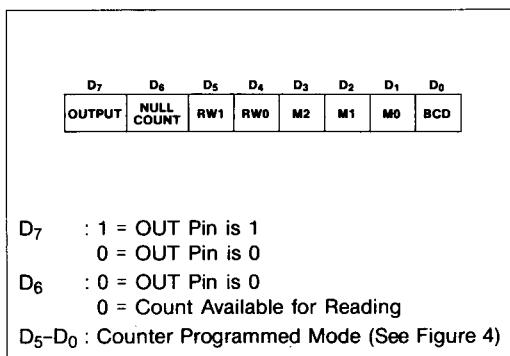 D7 D6 D5 D4 D3 D2 D1 D0
OUTPUT NULL COUNT RW1 RW0 M2 M1 M0 BCD
D7 : 1 = OUT Pin is 1
0 = OUT Pin is 0
D6 : 0 = OUT Pin is 0
0 = Count Available for Reading
D5–D0 : Counter Programmed Mode (See Figure 4)